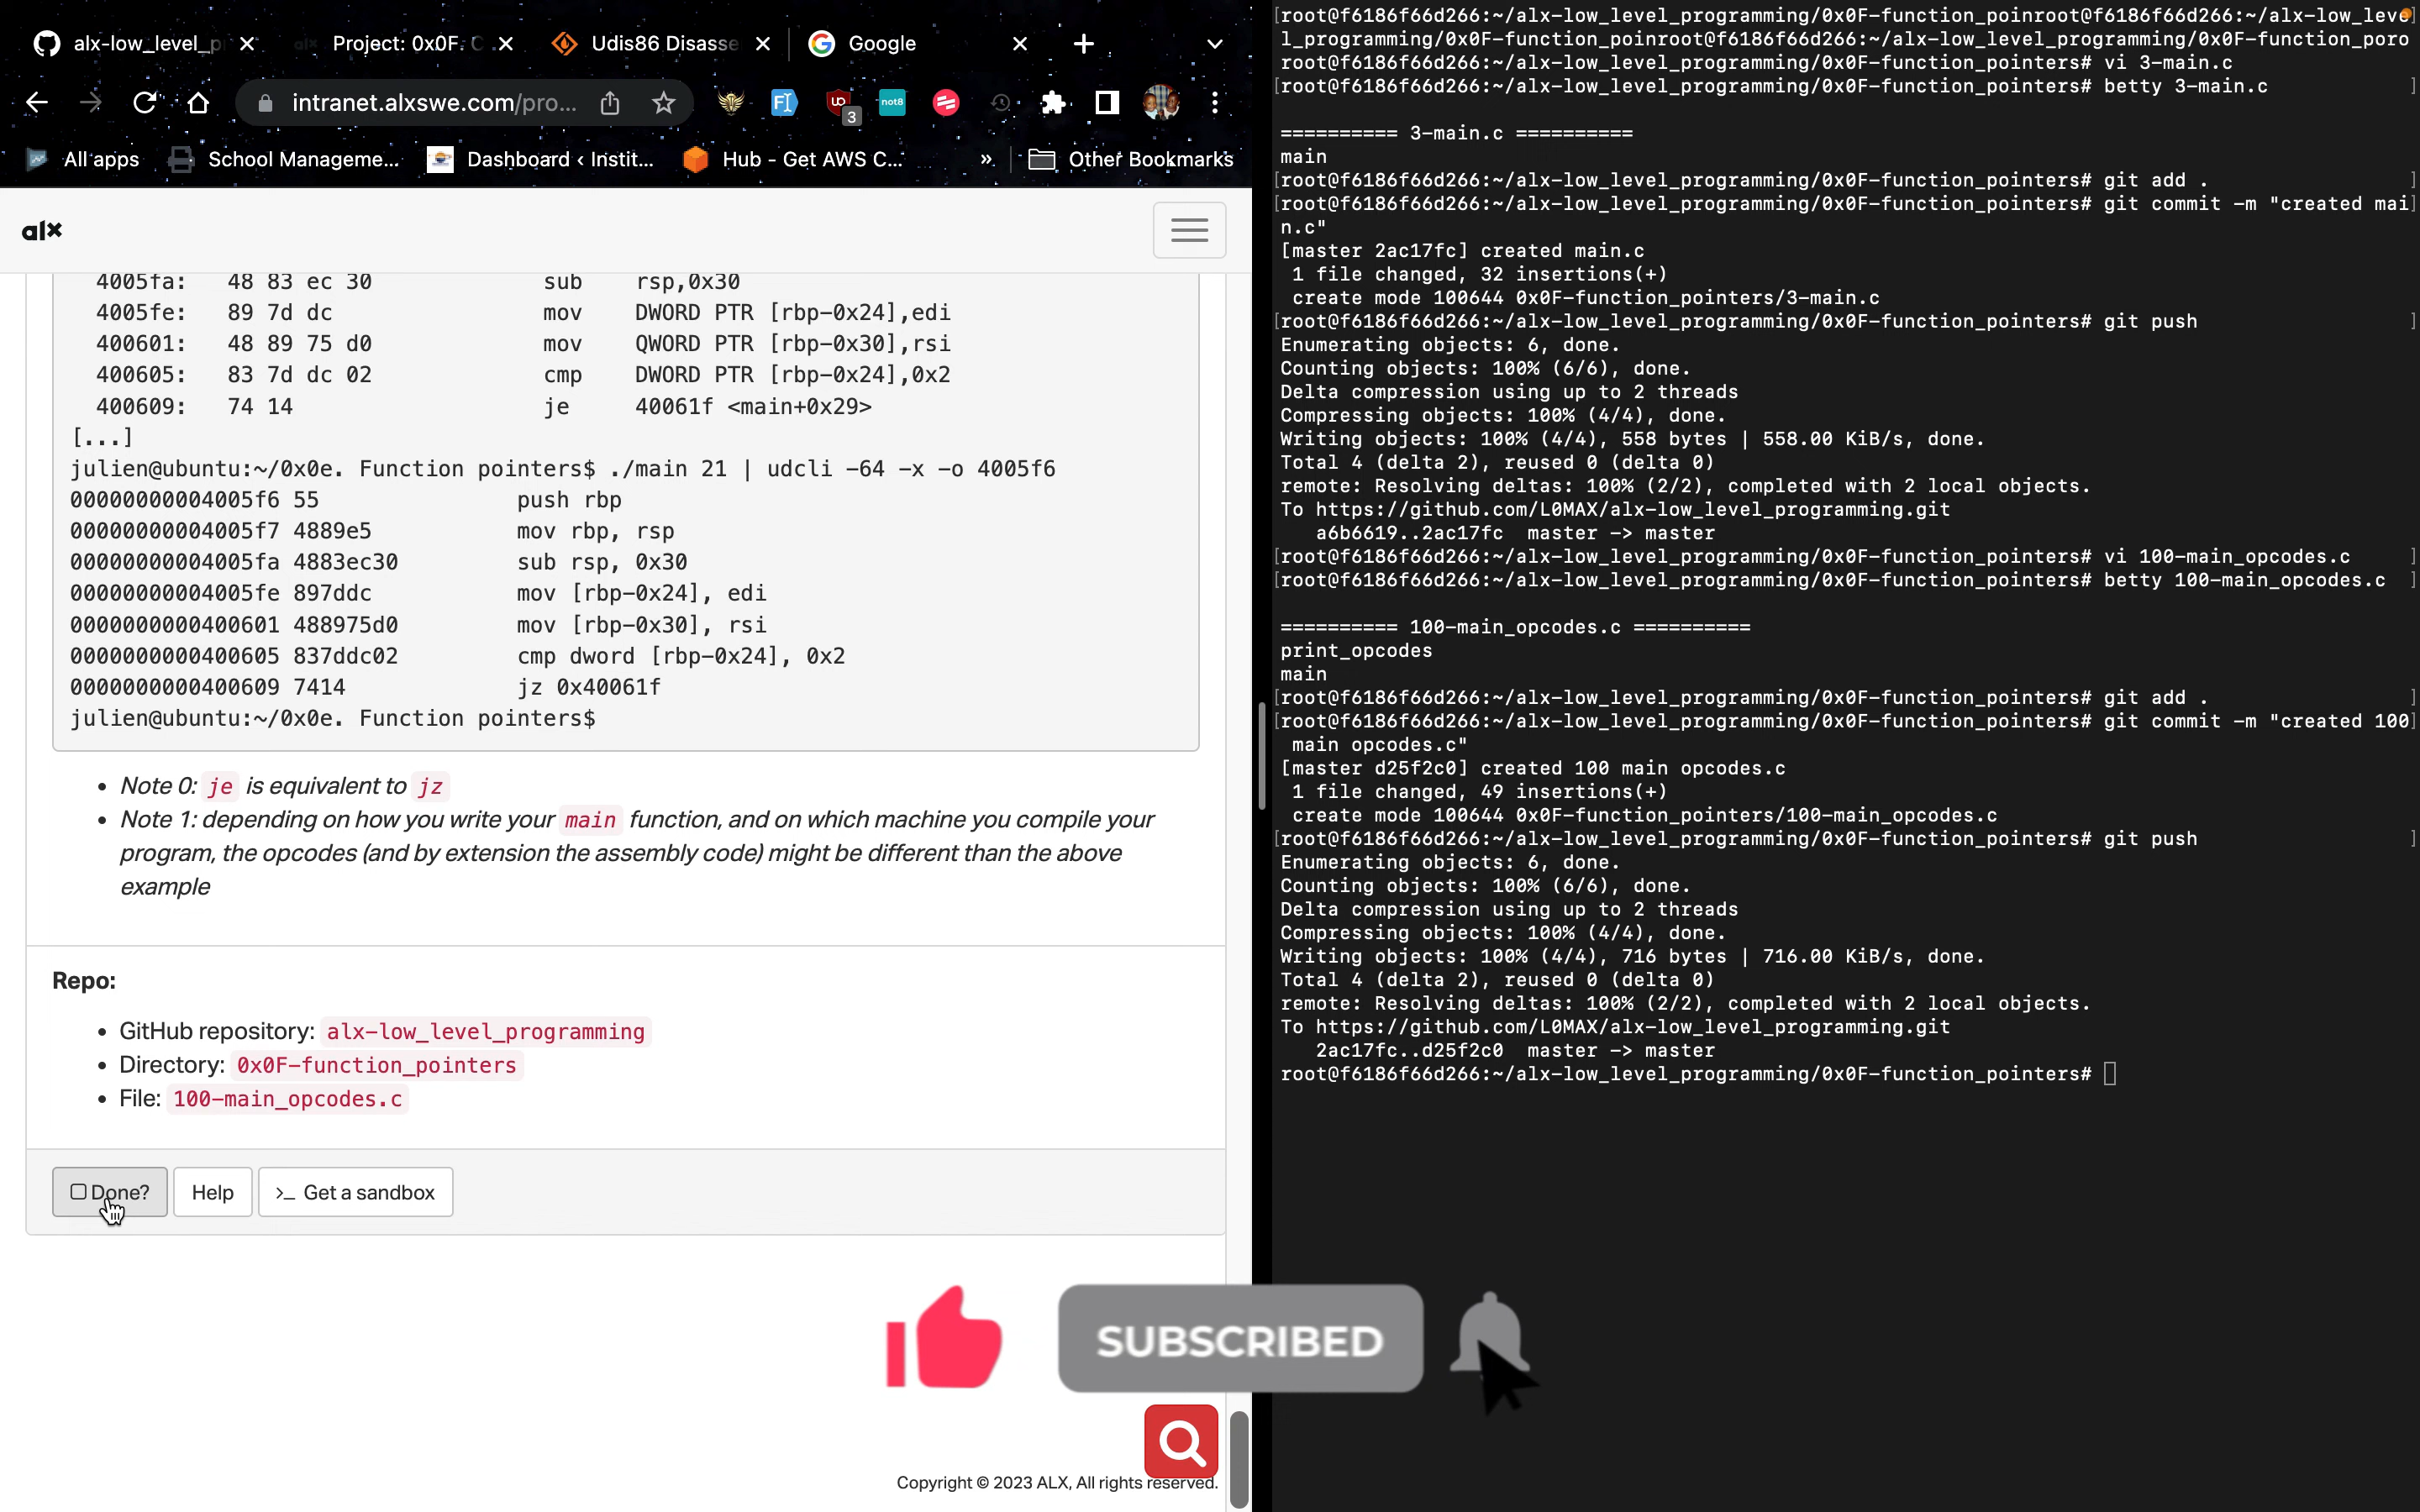 alx-low_level_p
Project: 0x0F. C
Udis86 Disasse
Google
intranet.alxswe.com/pro...
3
not8
All apps
School Manageme...
Dashboard ‹ Instit...
Hub - Get AWS C...
»
Other Bookmarks
alx
4005fa: 48 83 ec 30 sub rsp,0x30
4005fe: 89 7d dc mov DWORD PTR [rbp-0x24],edi
400601: 48 89 75 d0 mov QWORD PTR [rbp-0x30],rsi
400605: 83 7d dc 02 cmp DWORD PTR [rbp-0x24],0x2
400609: 74 14 je 40061f <main+0x29>
[...]
julien@ubuntu:~/0x0e. Function pointers$ ./main 21 | udcli -64 -x -o 4005f6
00000000004005f6 55 push rbp
00000000004005f7 4889e5 mov rbp, rsp
00000000004005fa 4883ec30 sub rsp, 0x30
00000000004005fe 897ddc mov [rbp-0x24], edi
0000000000400601 488975d0 mov [rbp-0x30], rsi
0000000000400605 837ddc02 cmp dword [rbp-0x24], 0x2
0000000000400609 7414 jz 0x40061f
julien@ubuntu:~/0x0e. Function pointers$
• Note 0: je is equivalent to jz
• Note 1: depending on how you write your main function, and on which machine you compile your
program, the opcodes (and by extension the assembly code) might be different than the above
example
Repo:
• GitHub repository: alx-low_level_programming
• Directory: 0x0F-function_pointers
• File: 100-main_opcodes.c
Done?
Help
>_ Get a sandbox
Copyright © 2023 ALX, All rights reserved.
[root@f6186f66d266:~/alx-low_level_programming/0x0F-function_poinroot@f6186f66d266:~/alx-low_leve
l_programming/0x0F-function_poinroot@f6186f66d266:~/alx-low_level_programming/0x0F-function_poro
root@f6186f66d266:~/alx-low_level_programming/0x0F-function_pointers# vi 3-main.c
[root@f6186f66d266:~/alx-low_level_programming/0x0F-function_pointers# betty 3-main.c ]
========== 3-main.c ==========
main
[root@f6186f66d266:~/alx-low_level_programming/0x0F-function_pointers# git add . ]
[root@f6186f66d266:~/alx-low_level_programming/0x0F-function_pointers# git commit -m "created mai]
n.c"
[master 2ac17fc] created main.c
1 file changed, 32 insertions(+)
create mode 100644 0x0F-function_pointers/3-main.c
[root@f6186f66d266:~/alx-low_level_programming/0x0F-function_pointers# git push ]
Enumerating objects: 6, done.
Counting objects: 100% (6/6), done.
Delta compression using up to 2 threads
Compressing objects: 100% (4/4), done.
Writing objects: 100% (4/4), 558 bytes | 558.00 KiB/s, done.
Total 4 (delta 2), reused 0 (delta 0)
remote: Resolving deltas: 100% (2/2), completed with 2 local objects.
To https://github.com/L0MAX/alx-low_level_programming.git
a6b6619..2ac17fc master -> master
[root@f6186f66d266:~/alx-low_level_programming/0x0F-function_pointers# vi 100-main_opcodes.c ]
[root@f6186f66d266:~/alx-low_level_programming/0x0F-function_pointers# betty 100-main_opcodes.c ]
========== 100-main_opcodes.c ==========
print_opcodes
main
[root@f6186f66d266:~/alx-low_level_programming/0x0F-function_pointers# git add . ]
[root@f6186f66d266:~/alx-low_level_programming/0x0F-function_pointers# git commit -m "created 100]
main opcodes.c"
[master d25f2c0] created 100 main opcodes.c
1 file changed, 49 insertions(+)
create mode 100644 0x0F-function_pointers/100-main_opcodes.c
[root@f6186f66d266:~/alx-low_level_programming/0x0F-function_pointers# git push ]
Enumerating objects: 6, done.
Counting objects: 100% (6/6), done.
Delta compression using up to 2 threads
Compressing objects: 100% (4/4), done.
Writing objects: 100% (4/4), 716 bytes | 716.00 KiB/s, done.
Total 4 (delta 2), reused 0 (delta 0)
remote: Resolving deltas: 100% (2/2), completed with 2 local objects.
To https://github.com/L0MAX/alx-low_level_programming.git
2ac17fc..d25f2c0 master -> master
root@f6186f66d266:~/alx-low_level_programming/0x0F-function_pointers#
SUBSCRIBED